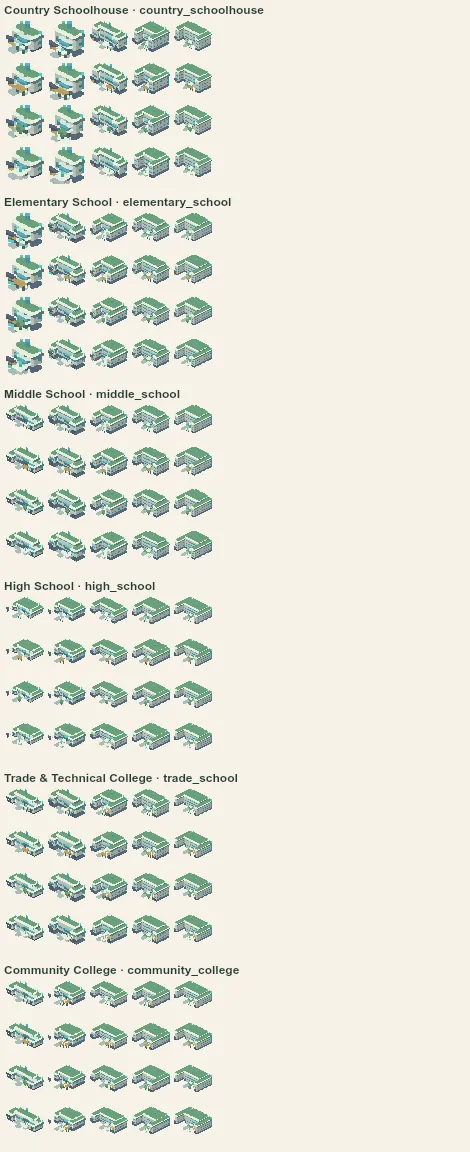 Country Schoolhouse · country_schoolhouse
Elementary School · elementary_school
Middle School · middle_school
High School · high_school
Trade & Technical College · trade_school
Community College · community_college